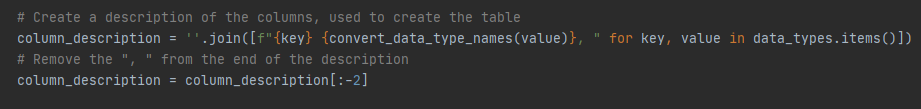 # Create a description of the columns, used to create the table
column_description = ''.join([f"{key} {convert_data_type_names(value)}, " for key, value in data_types.items()])
# Remove the ", " from the end of the description
column_description = column_description[:-2]